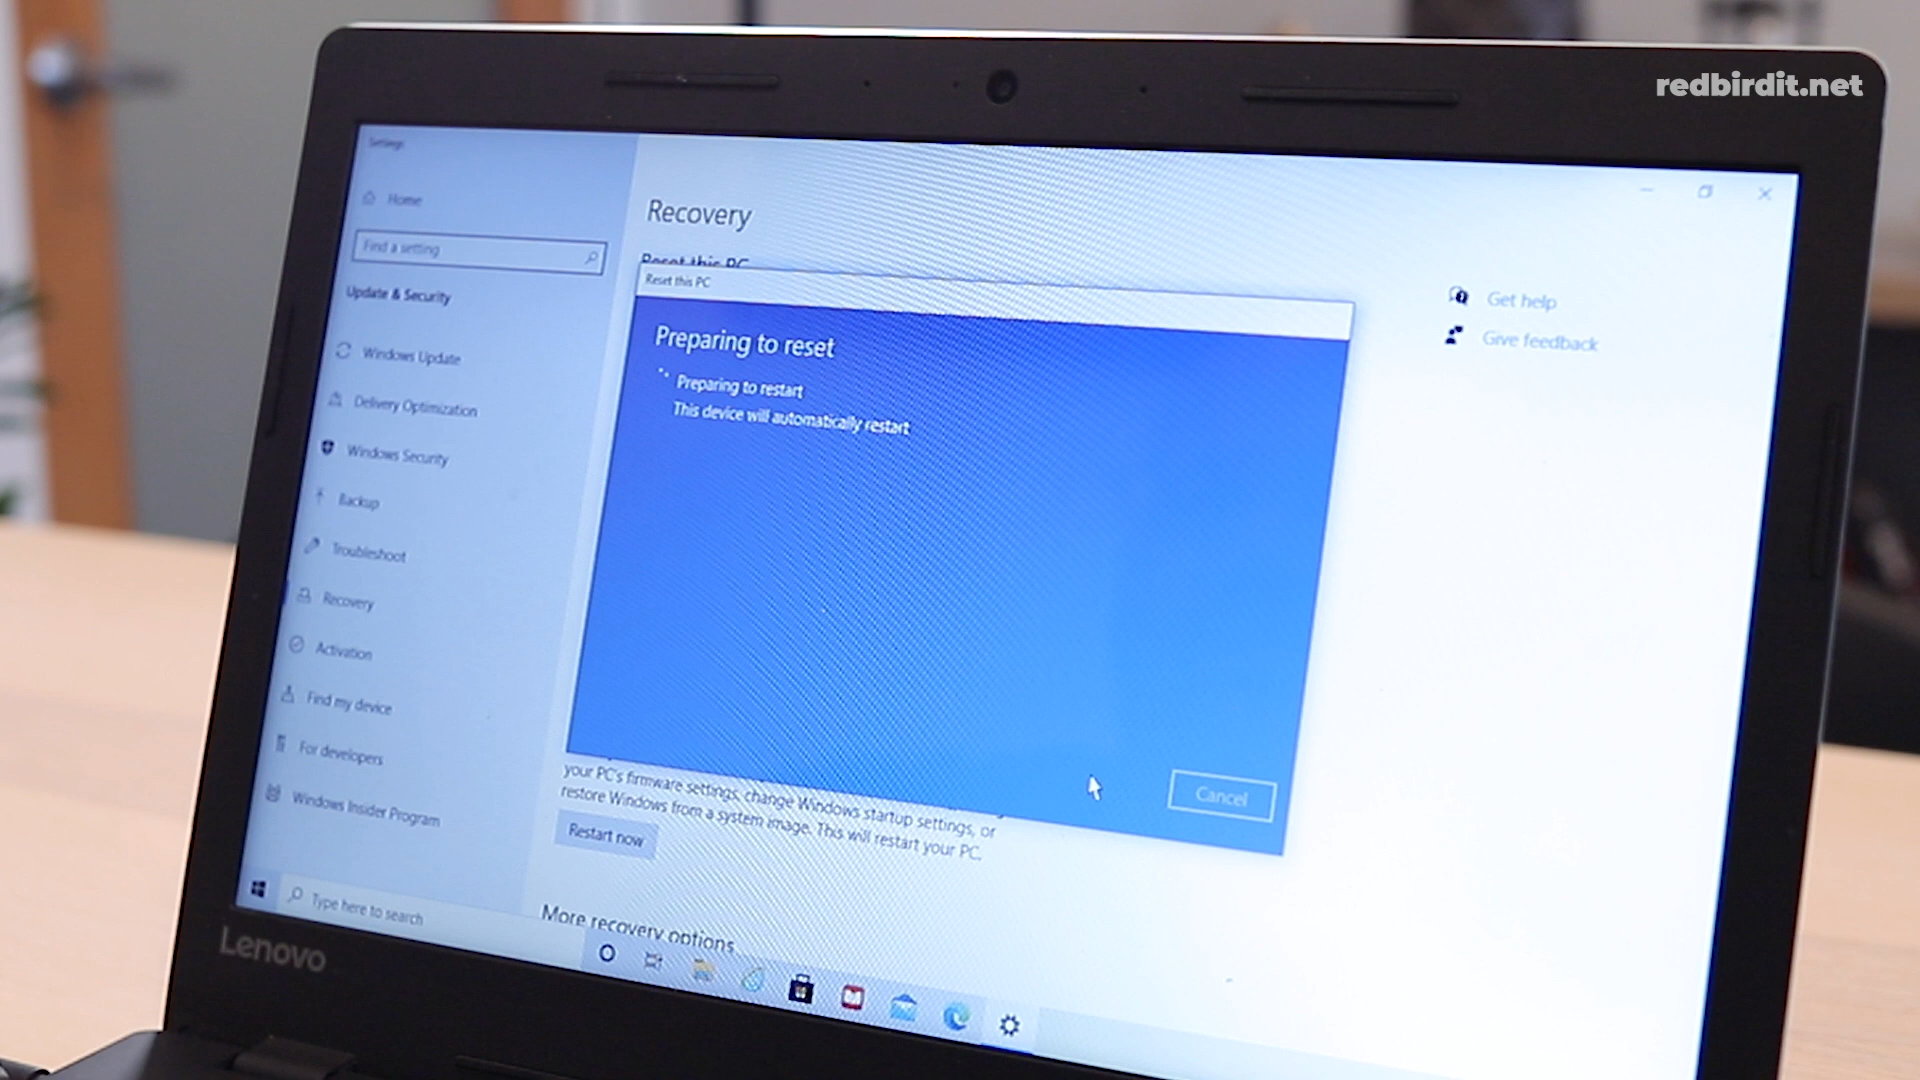 redbirdit.net
Settings
Home
Find a setting
Update & Security
Windows Update
Delivery Optimization
Windows Security
Backup
Troubleshoot
Recovery
Activation
Find my device
For developers
Windows Insider Program
Recovery
Reset this PC
Reset this PC
Preparing to reset
Preparing to restart
This device will automatically restart
Cancel
your PC's firmware settings, change Windows startup settings, or
restore Windows from a system image. This will restart your PC.
Restart now
More recovery options
Get help
Give feedback
Type here to search
Lenovo